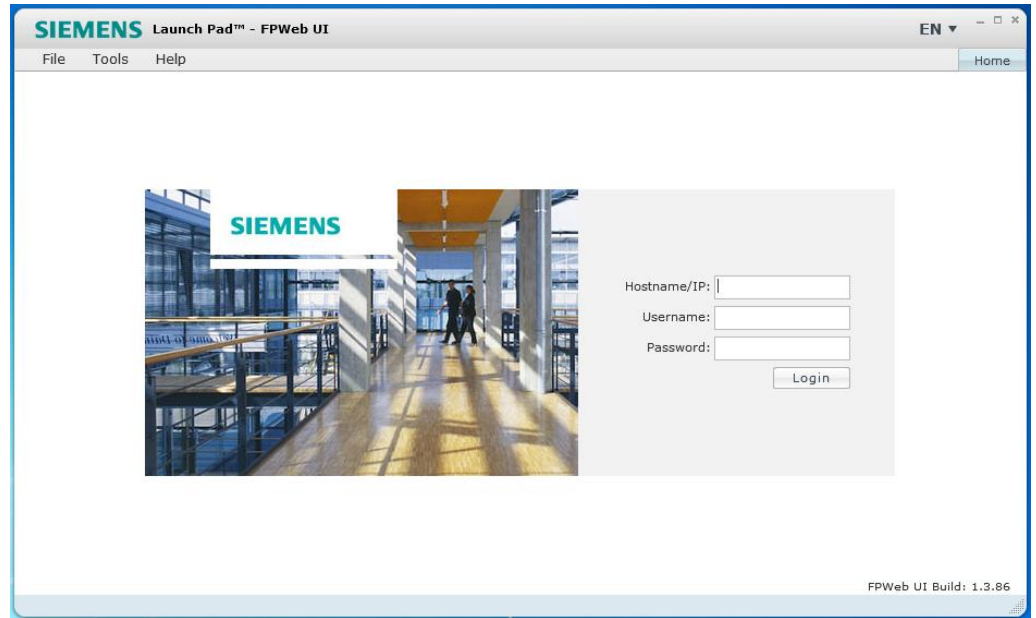 SIEMENS Launch Pad™ - FPWeb UI EN
File Tools Help Home
SIEMENS
Hostname/IP:
Username:
Password:
Login
FPWeb UI Build: 1.3.86